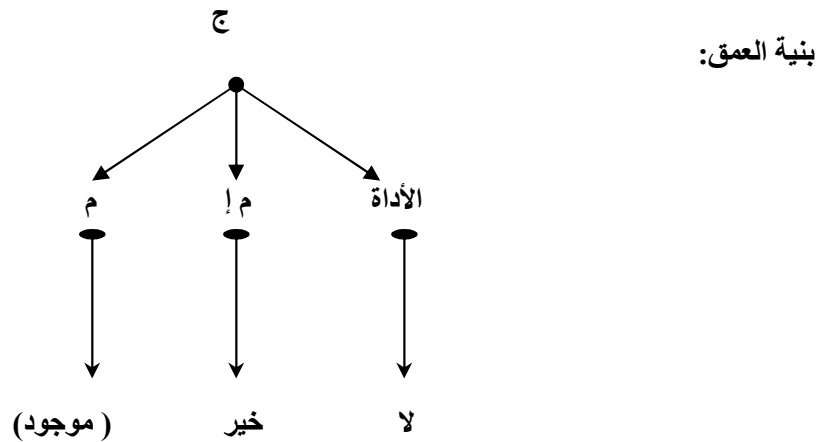 ج
بنية العمق:
الأداة م إ م
لا خير ( موجود)